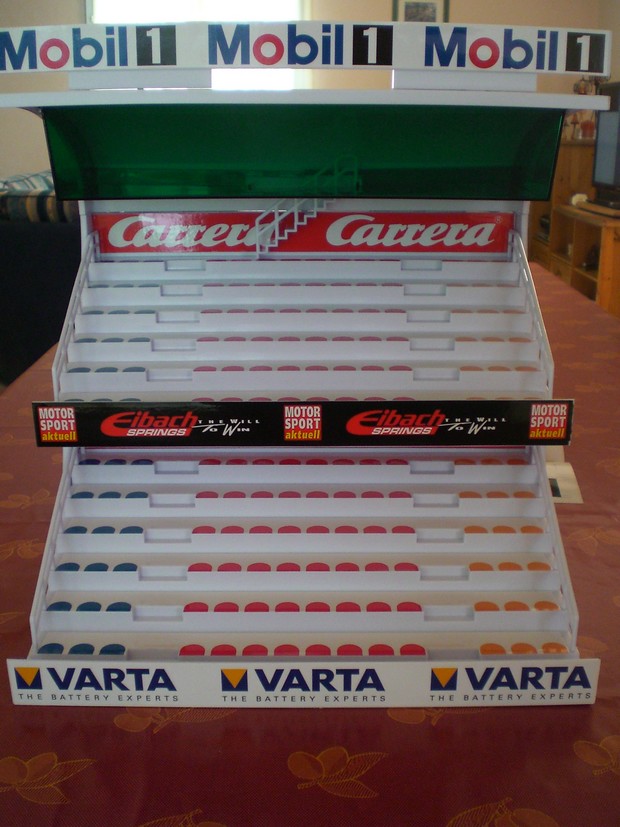 Mobil 1 Mobil 1 Mobil 1
Carrera Carrera
MOTOR SPORT aktuell Eibach SPRINGS THE WILL To WIN MOTOR SPORT aktuell Eibach SPRINGS THE WILL To WIN MOTOR SPORT aktuell
VARTA VARTA VARTA
THE BATTERY EXPERTS THE BATTERY EXPERTS THE BATTERY EXPERTS